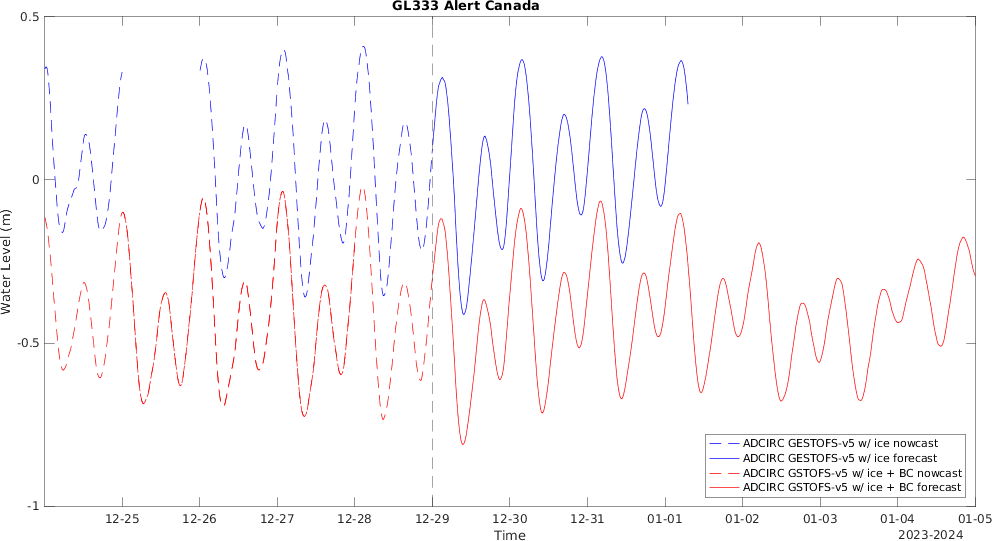 GL333 Alert Canada
0.5
0
-0.5
-1
Water Level (m)
12-25 12-26 12-27 12-28 12-29 12-30 12-31 01-01 01-02 01-03 01-04 01-05
Time
2023-2024
ADCIRC GESTOFS-v5 w/ ice nowcast
ADCIRC GESTOFS-v5 w/ ice forecast
ADCIRC GSTOFS-v5 w/ ice + BC nowcast
ADCIRC GSTOFS-v5 w/ ice + BC forecast